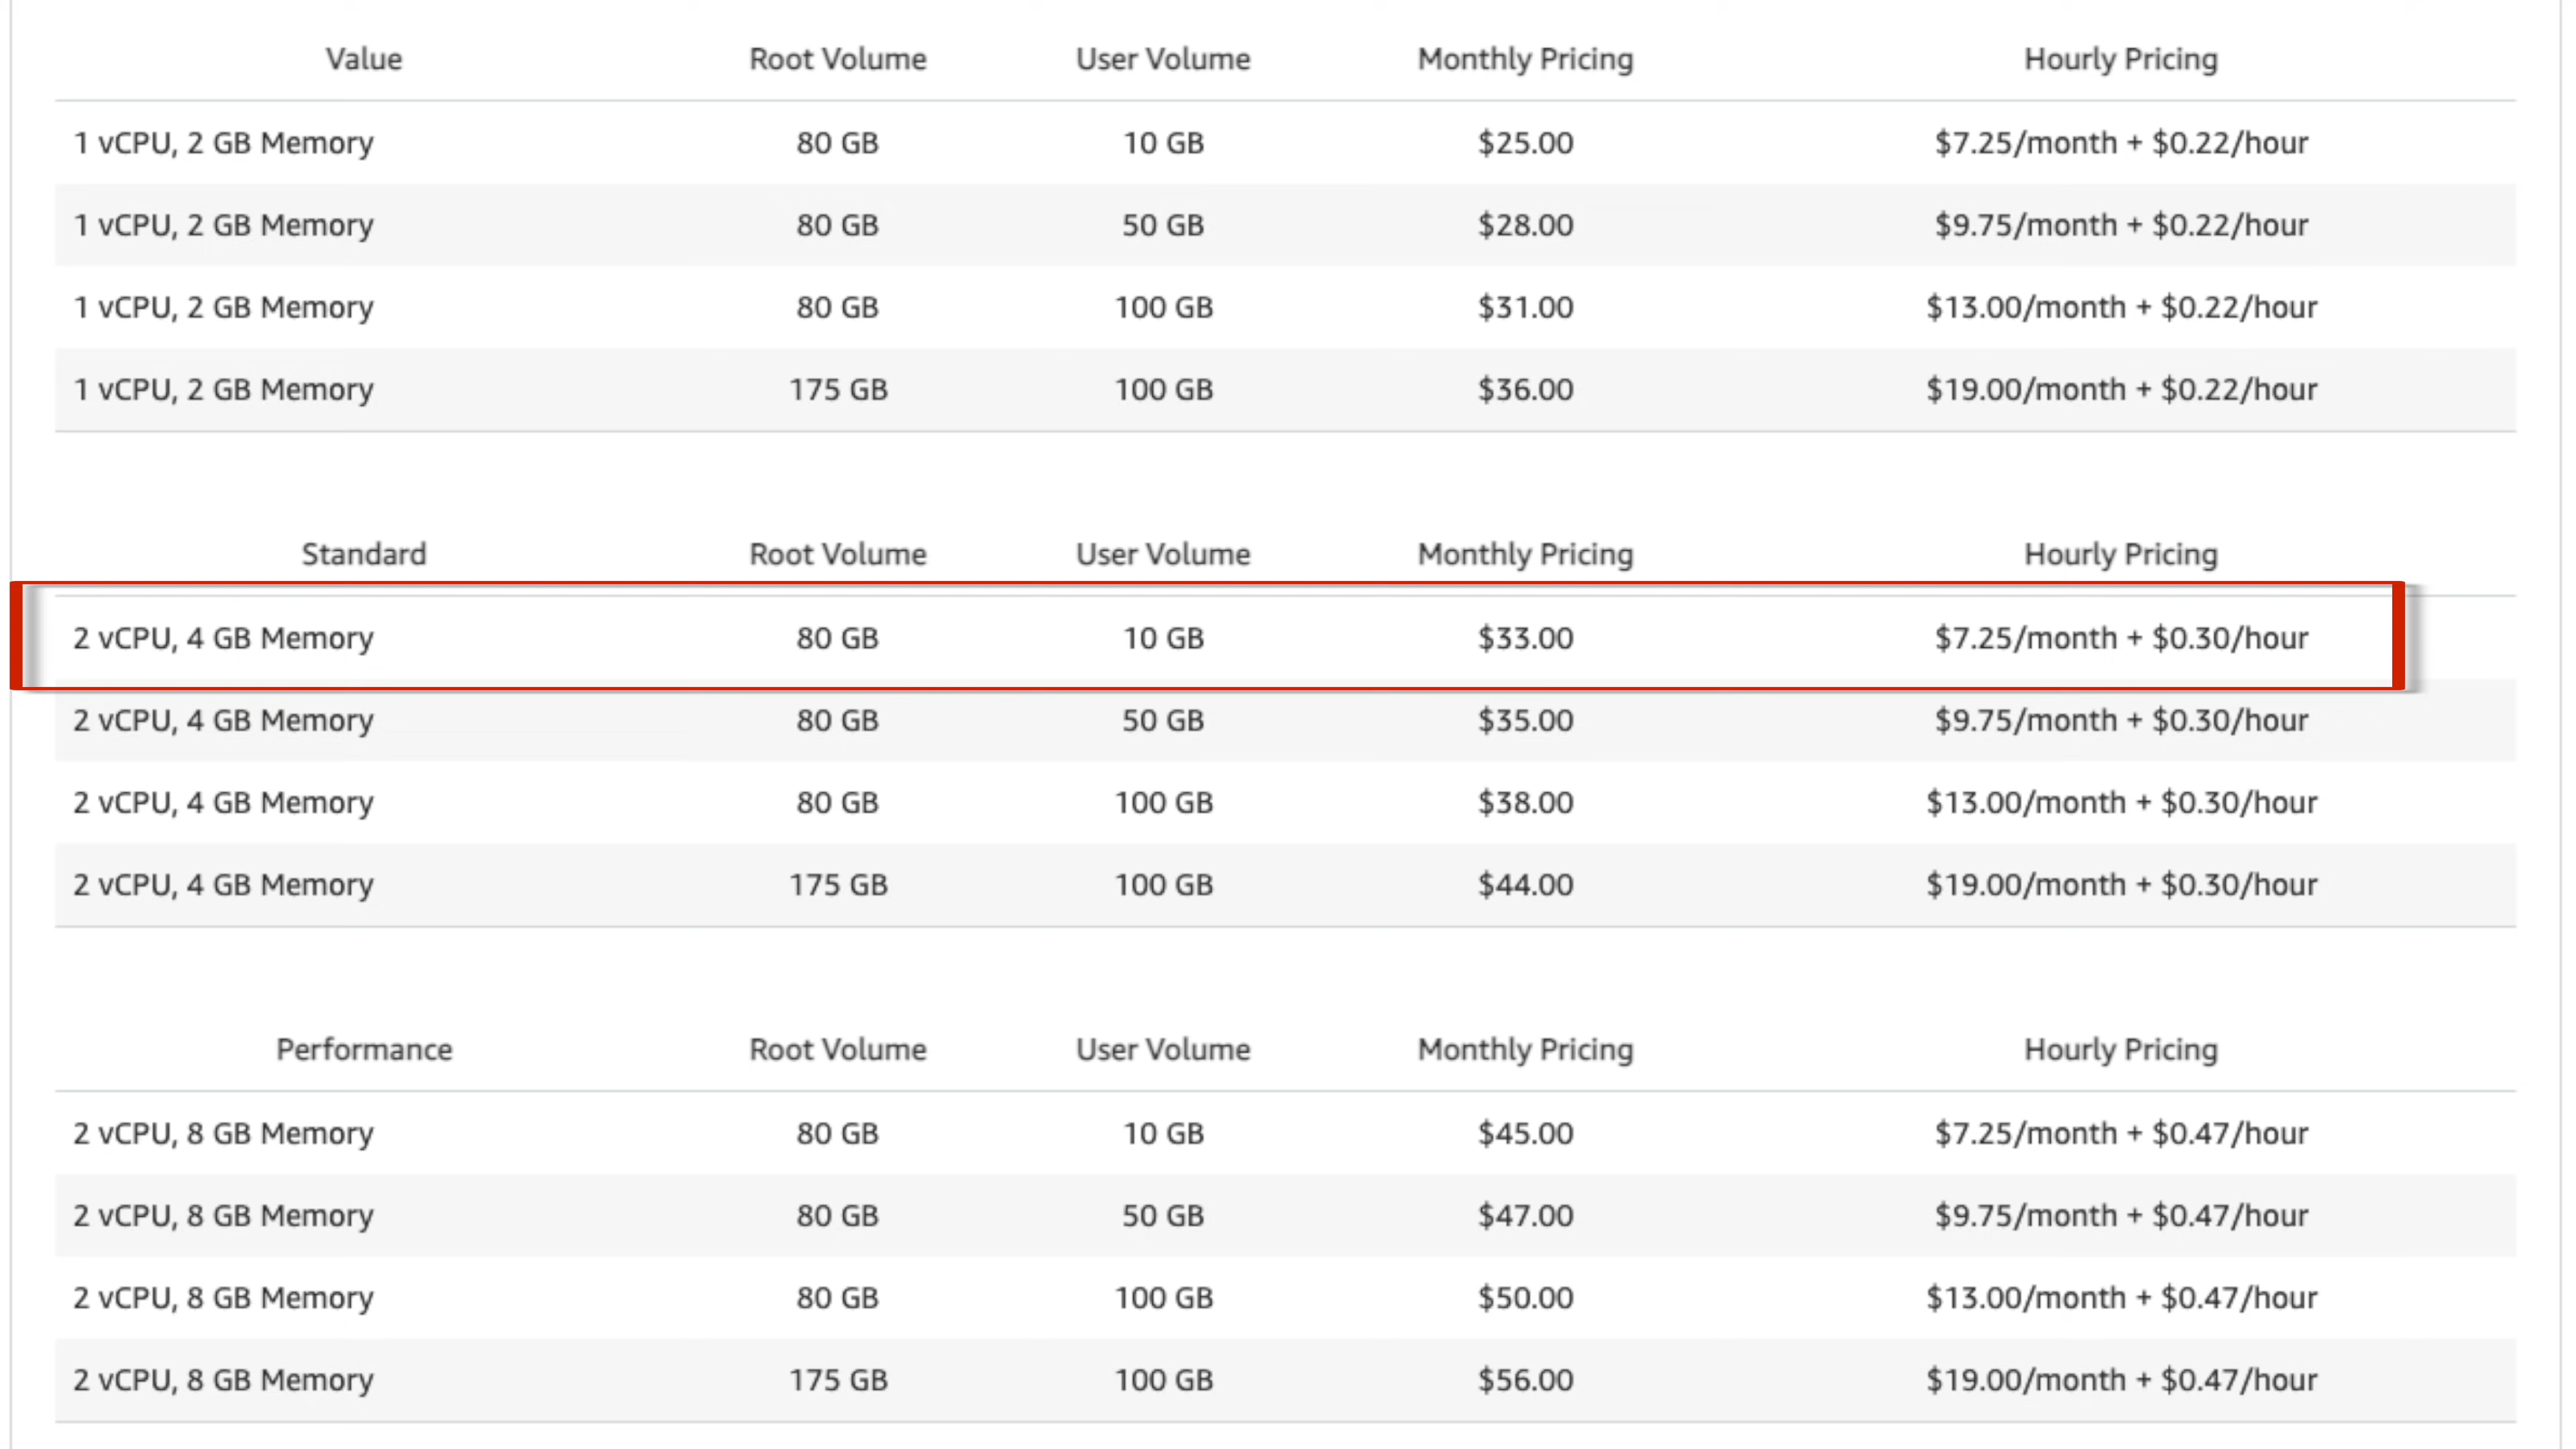 Value Root Volume User Volume Monthly Pricing Hourly Pricing
1 vCPU, 2 GB Memory 80 GB 10 GB $25.00 $7.25/month + $0.22/hour
1 vCPU, 2 GB Memory 80 GB 50 GB $28.00 $9.75/month + $0.22/hour
1 vCPU, 2 GB Memory 80 GB 100 GB $31.00 $13.00/month + $0.22/hour
1 vCPU, 2 GB Memory 175 GB 100 GB $36.00 $19.00/month + $0.22/hour
Standard Root Volume User Volume Monthly Pricing Hourly Pricing
2 vCPU, 4 GB Memory 80 GB 10 GB $33.00 $7.25/month + $0.30/hour
2 vCPU, 4 GB Memory 80 GB 50 GB $35.00 $9.75/month + $0.30/hour
2 vCPU, 4 GB Memory 80 GB 100 GB $38.00 $13.00/month + $0.30/hour
2 vCPU, 4 GB Memory 175 GB 100 GB $44.00 $19.00/month + $0.30/hour
Performance Root Volume User Volume Monthly Pricing Hourly Pricing
2 vCPU, 8 GB Memory 80 GB 10 GB $45.00 $7.25/month + $0.47/hour
2 vCPU, 8 GB Memory 80 GB 50 GB $47.00 $9.75/month + $0.47/hour
2 vCPU, 8 GB Memory 80 GB 100 GB $50.00 $13.00/month + $0.47/hour
2 vCPU, 8 GB Memory 175 GB 100 GB $56.00 $19.00/month + $0.47/hour